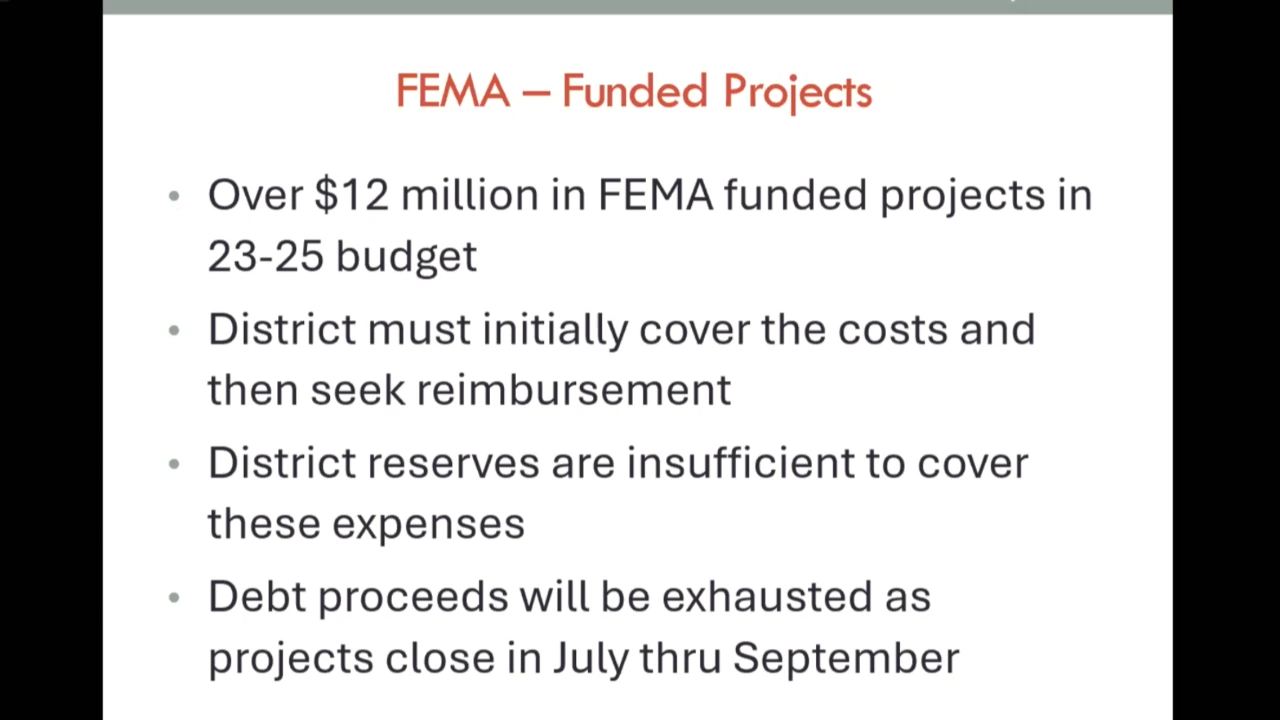 FEMA – Funded Projects
• Over $12 million in FEMA funded projects in
23-25 budget
• District must initially cover the costs and
then seek reimbursement
• District reserves are insufficient to cover
these expenses
• Debt proceeds will be exhausted as
projects close in July thru September